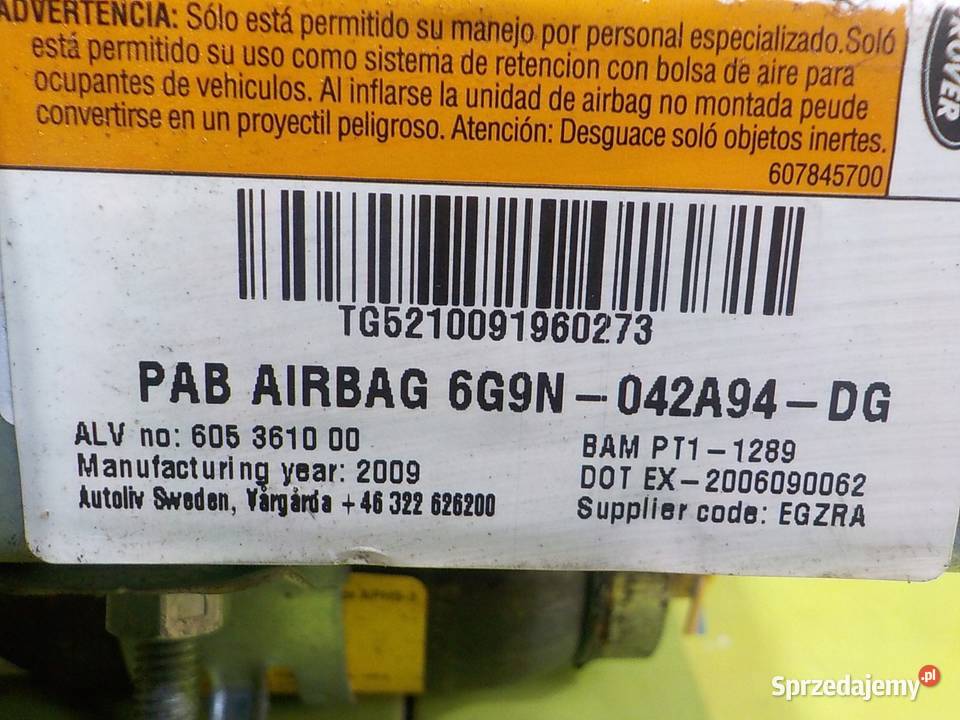 ADVERTENCIA: Sólo está permitido su manejo por personal especializado.Soló
está permitido su uso como sistema de retencion con bolsa de aire para
ocupantes de vehiculos. Al inflarse la unidad de airbag no montada peude
convertirse en un proyectil peligroso. Atención: Desguace soló objetos inertes.
607845700
ROVER
TG5210091960273
PAB AIRBAG 6G9N-042A94-DG
ALV no: 605 3610 00
Manufacturing year: 2009
Autoliv Sweden, Vårgårda +46 322 626200
BAM PT1-1289
DOT EX-2006090062
Supplier code: EGZRA
Sprzedajemy.pl